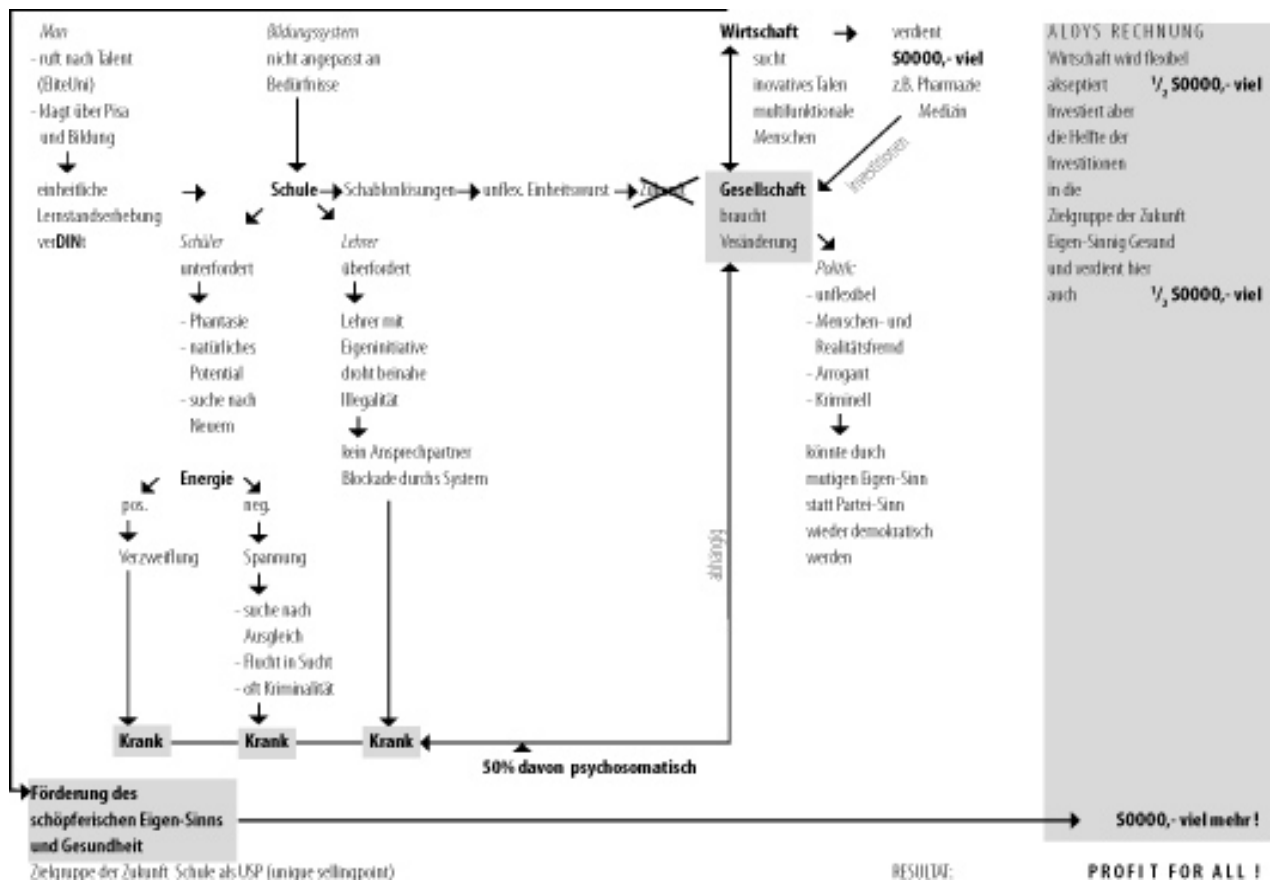 Man
- ruft nach Talent
(EliteUni)
- klagt über Pisa
und Bildung
einheitliche
Lernstandserhebung
verDINt
Bildungssystem
nicht angepasst an
Bedürfnisse
Schule
Schablonlösungen
unflex. Einheitswurst
Zukunft
Schüler
unterfordert
- Phantasie
- natürliches
Potential
- suche nach
Neuem
Energie
pos.
Verzweiflung
neg.
Spannung
- suche nach
Ausgleich
- Flucht in Sucht
- oft Kriminalität
Lehrer
überfordert
Lehrer mit
Eigeninitiative
droht beinahe
Illegalität
kein Ansprechpartner
Blockade durchs System
Krank
Krank
Krank
50% davon psychosomatisch
abhängig
Wirtschaft
sucht
inovatives Talen
multifunktionale
Menschen
verdient
50000,- viel
z.B. Pharmazie
Medizin
Investitionen
Gesellschaft
braucht
Veränderung
Politic
- unflexibel
- Menschen- und
Realitätsfremd
- Arrogant
- Kriminell
könnte durch
mutigen Eigen-Sinn
statt Partei-Sinn
wieder demokratisch
werden
ALOYS RECHNUNG
Wirtschaft wird flexibel
akseptiert 1/2 50000,- viel
Investiert aber
die Helfte der
Investitionen
in die
Zielgruppe der Zukunft
Eigen-Sinnig Gesund
und verdient hier
auch 1/2 50000,- viel
Förderung des
schöpferischen Eigen-Sinns
und Gesundheit
50000,- viel mehr !
Zielgruppe der Zukunft Schule als USP (unique sellingpoint)
RESULTAT: PROFIT FOR ALL !